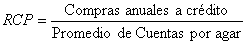 RCP = Compras anuales a crédito
Promedio de Cuentas por agar